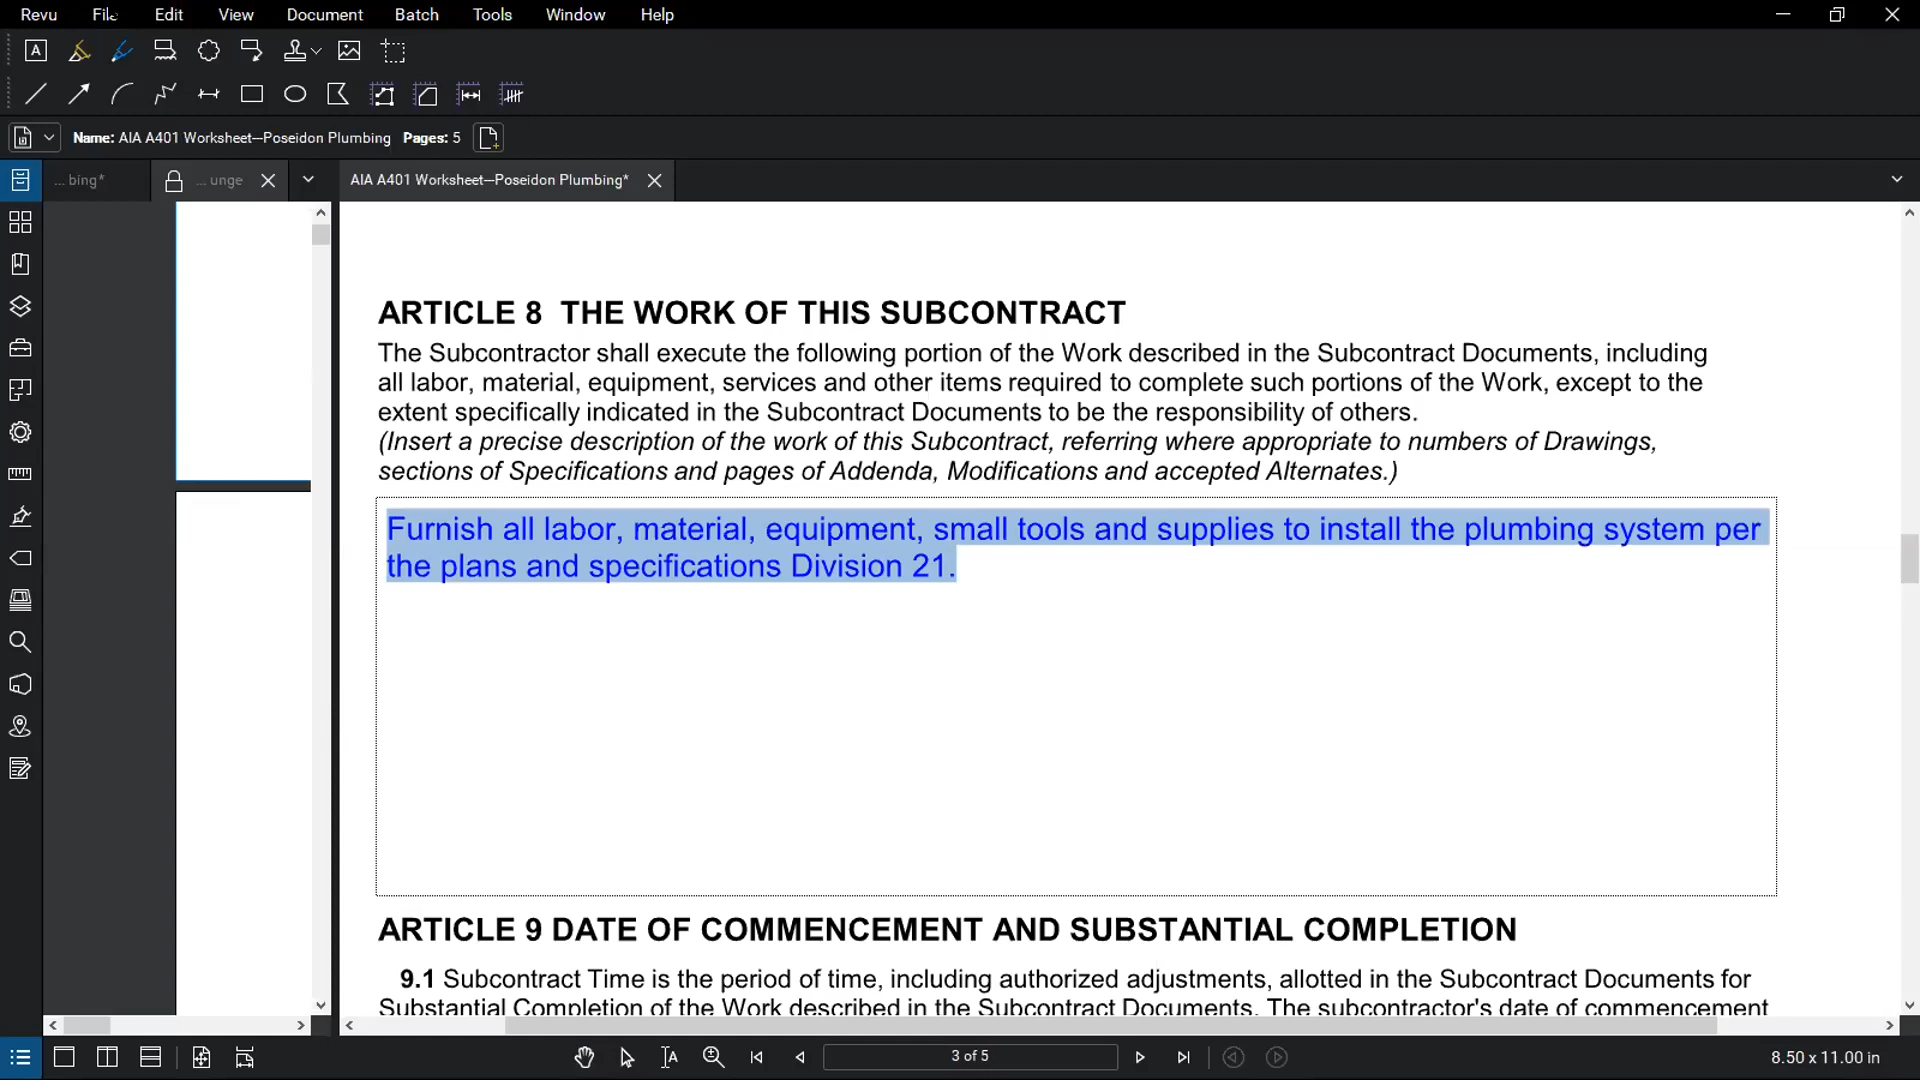 Revu File Edit View Document Batch Tools Window Help
Name: AIA A401 Worksheet—Poseidon Plumbing Pages: 5
... bing* ... unge AIA A401 Worksheet—Poseidon Plumbing*
ARTICLE 8 THE WORK OF THIS SUBCONTRACT
The Subcontractor shall execute the following portion of the Work described in the Subcontract Documents, including
all labor, material, equipment, services and other items required to complete such portions of the Work, except to the
extent specifically indicated in the Subcontract Documents to be the responsibility of others.
(Insert a precise description of the work of this Subcontract, referring where appropriate to numbers of Drawings,
sections of Specifications and pages of Addenda, Modifications and accepted Alternates.)
Furnish all labor, material, equipment, small tools and supplies to install the plumbing system per
the plans and specifications Division 21.
ARTICLE 9 DATE OF COMMENCEMENT AND SUBSTANTIAL COMPLETION
9.1 Subcontract Time is the period of time, including authorized adjustments, allotted in the Subcontract Documents for
Substantial Completion of the Work described in the Subcontract Documents. The subcontractor's date of commencement
3 of 5
8.50 x 11.00 in